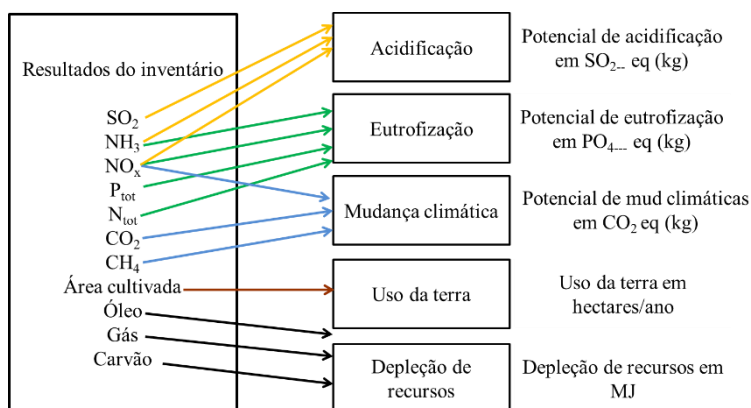 Resultados do inventário
SO₂
NH₃
NOₓ
Pₜₒₜ
Nₜₒₜ
CO₂
CH₄
Área cultivada
Óleo
Gás
Carvão
Acidificação
Potencial de acidificação
em SO₂₋₋ eq (kg)
Eutrofização
Potencial de eutrofização
em PO₄₋₋₋ eq (kg)
Mudança climática
Potencial de mud climáticas
em CO₂ eq (kg)
Uso da terra
Uso da terra em
hectares/ano
Depleção de
recursos
Depleção de recursos em
MJ